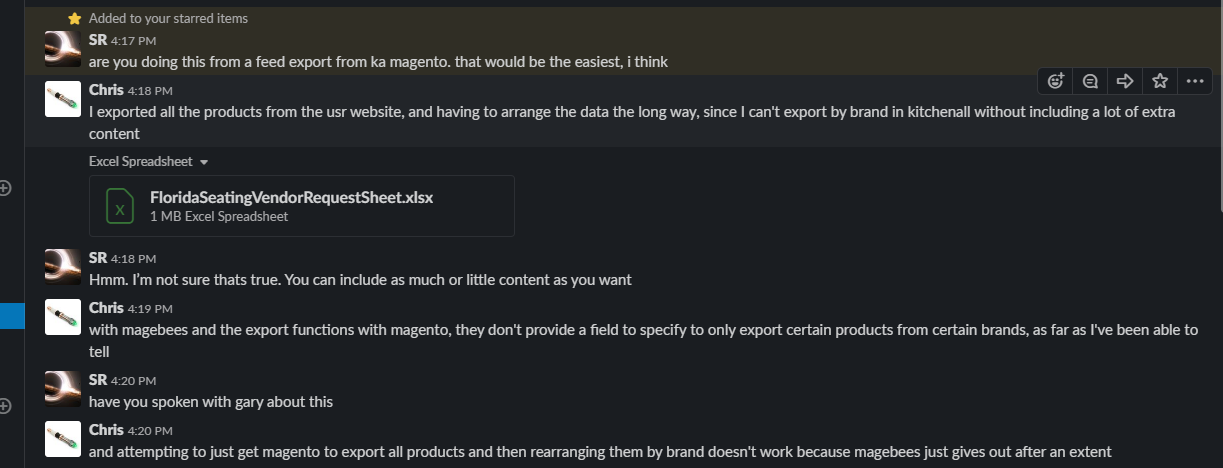 Added to your starred items
SR 4:17 PM
are you doing this from a feed export from ka magento. that would be the easiest, i think
Chris 4:18 PM
I exported all the products from the usr website, and having to arrange the data the long way, since I can't export by brand in kitchenall without including a lot of extra
content
Excel Spreadsheet
FloridaSeatingVendorRequestSheet.xlsx
X
1 MB Excel Spreadsheet
SR 4:18 PM
Hmm. I'm not sure thats true. You can include as much or little content as you want
Chris 4:19 PM
with magebees and the export functions with magento, they don't provide a field to specify to only export certain products from certain brands, as far as I've been able to
tell
SR 4:20 PM
have you spoken with gary about this
Chris 4:20 PM
and attempting to just get magento to export all products and then rearranging them by brand doesn't work because magebees just gives out after an extent